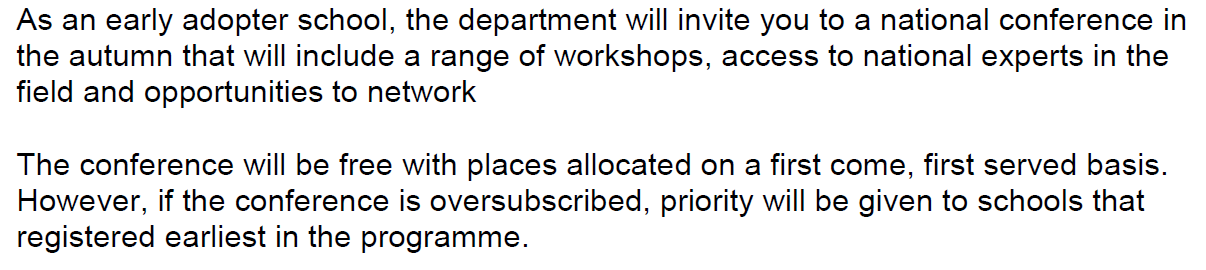 As an early adopter school, the department will invite you to a national conference in
the autumn that will include a range of workshops, access to national experts in the
field and opportunities to network
The conference will be free with places allocated on a first come, first served basis.
However, if the conference is oversubscribed, priority will be given to schools that
registered earliest in the programme.